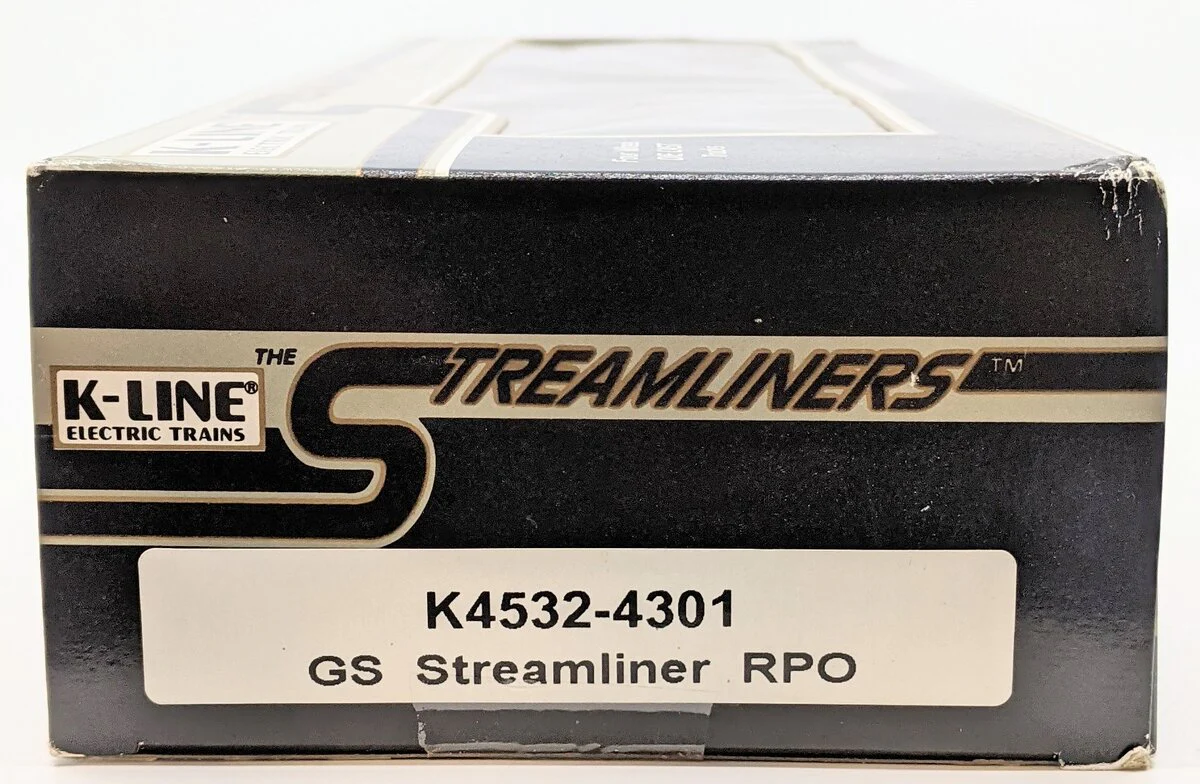 THE STREAMLINERS™
K-LINE®
ELECTRIC TRAINS
K4532-4301
GS Streamliner RPO